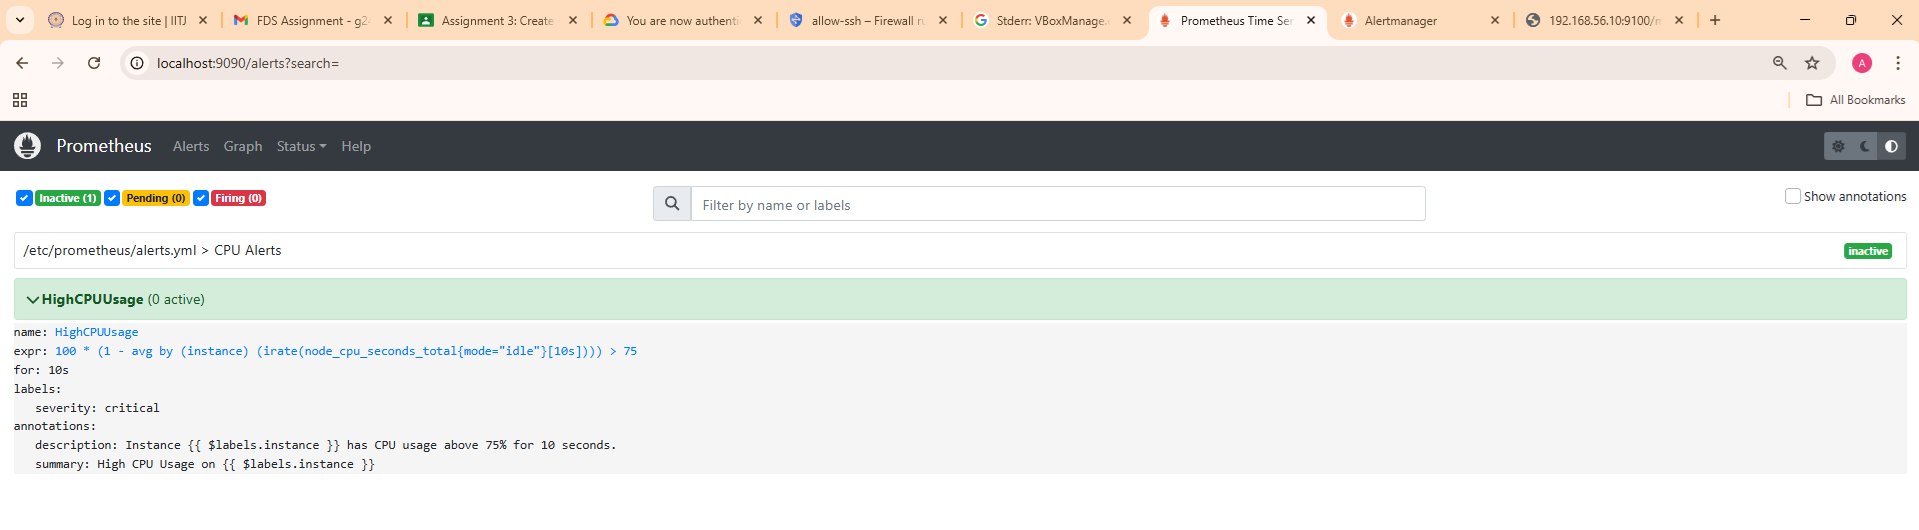 Log in to the site | IITJ
FDS Assignment - g2
Assignment 3: Create
You are now authenti
allow-ssh – Firewall ru
Stderr: VBoxManage.
Prometheus Time Ser
Alertmanager
192.168.56.10:9100/m
localhost:9090/alerts?search=
A
All Bookmarks
Prometheus Alerts Graph Status Help
Inactive (1) Pending (0) Firing (0)
Filter by name or labels
Show annotations
/etc/prometheus/alerts.yml > CPU Alerts
inactive
HighCPUUsage (0 active)
name: HighCPUUsage
expr: 100 * (1 - avg by (instance) (irate(node_cpu_seconds_total{mode="idle"}[10s]))) > 75
for: 10s
labels:
severity: critical
annotations:
description: Instance {{ $labels.instance }} has CPU usage above 75% for 10 seconds.
summary: High CPU Usage on {{ $labels.instance }}